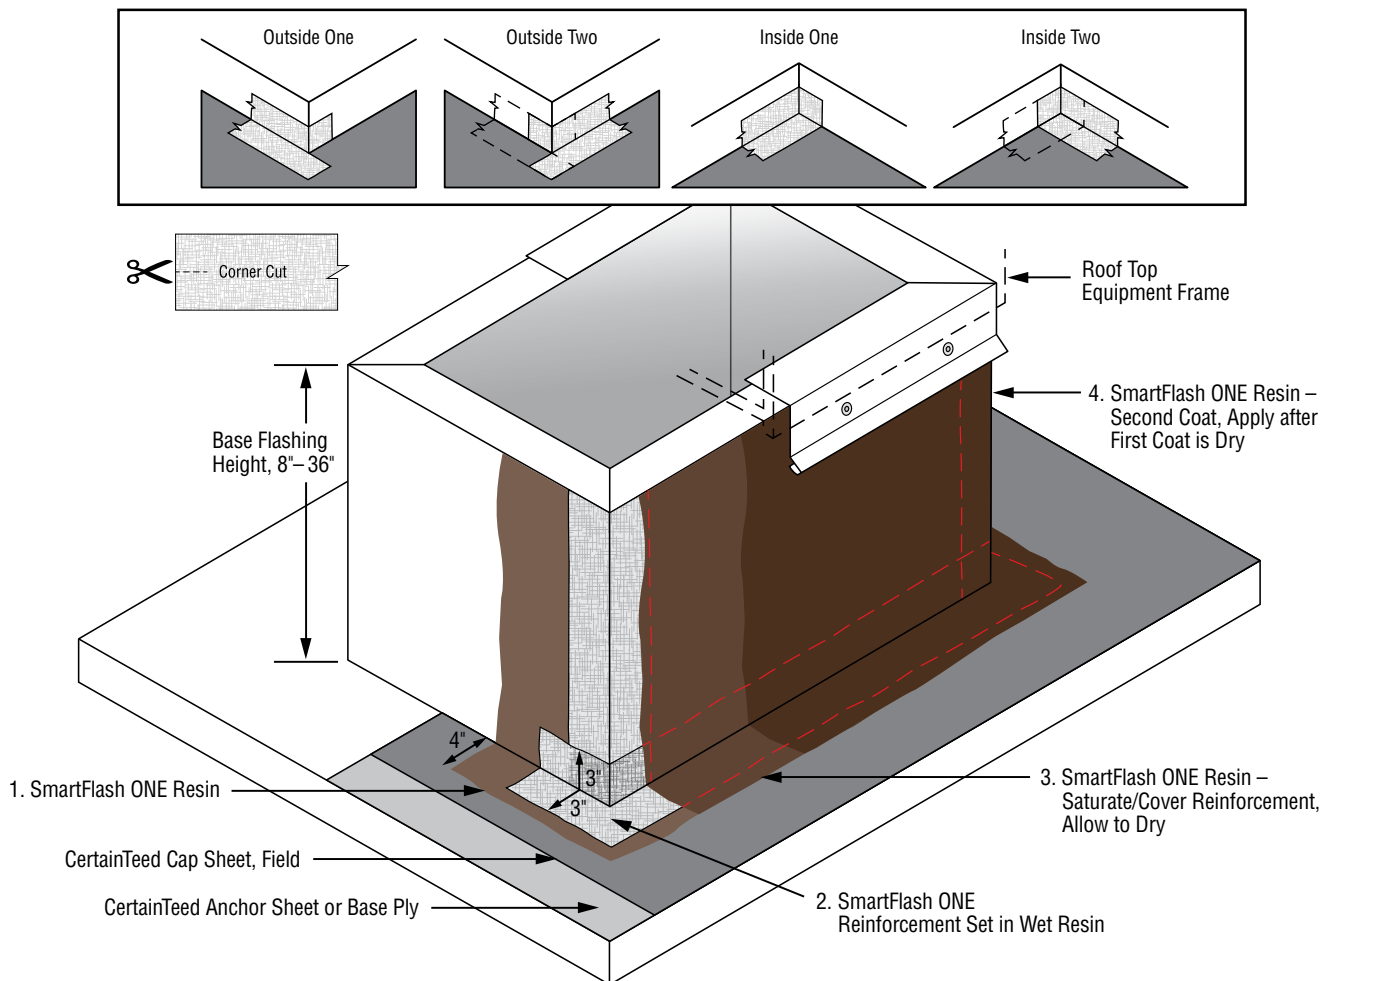 Outside One
Outside Two
Inside One
Inside Two
Corner Cut
Roof Top
Equipment Frame
4. SmartFlash ONE Resin –
Second Coat, Apply after
First Coat is Dry
Base Flashing
Height, 8"– 36"
4"
3"
3"
1. SmartFlash ONE Resin
3. SmartFlash ONE Resin –
Saturate/Cover Reinforcement,
Allow to Dry
CertainTeed Cap Sheet, Field
CertainTeed Anchor Sheet or Base Ply
2. SmartFlash ONE
Reinforcement Set in Wet Resin